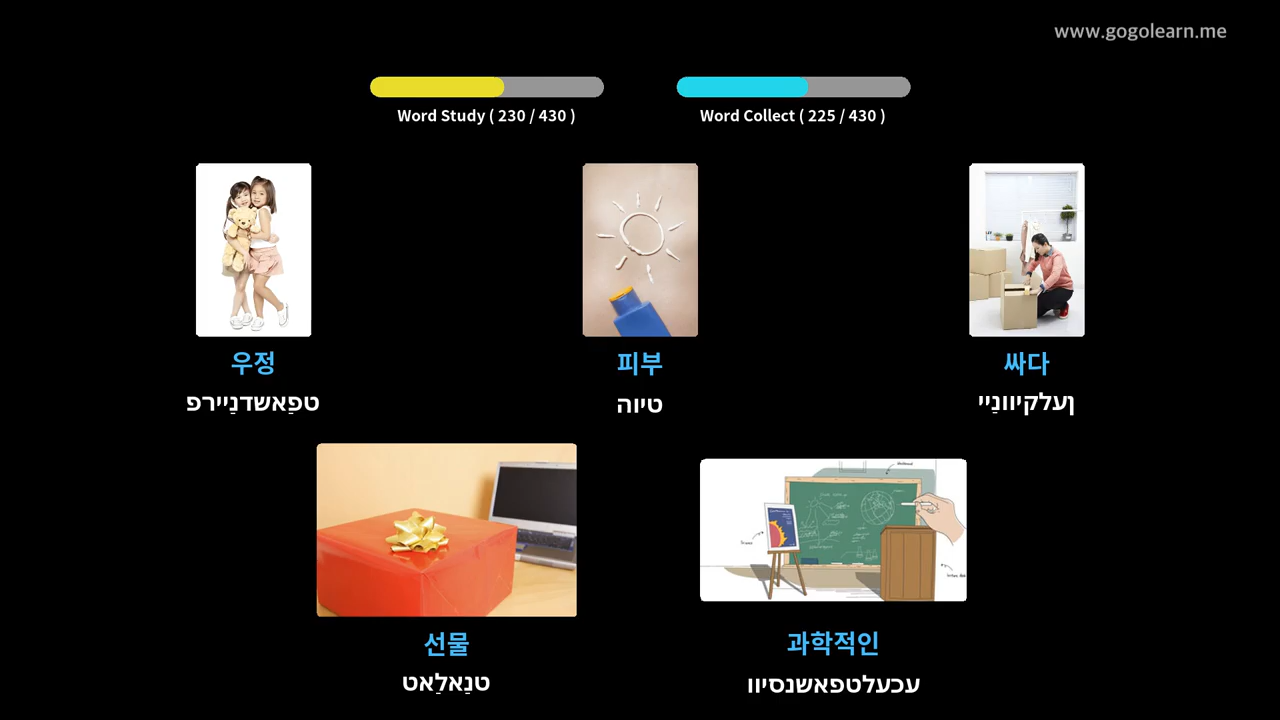 www.gogolearn.me
Word Study ( 230 / 430 )
Word Collect ( 225 / 430 )
우정
טפַאשדנַיירפ
피부
טיוה
싸다
ןעלקיוונַיי
선물
טנַאלַאט
과학적인
עכעלטפאשנסיוו